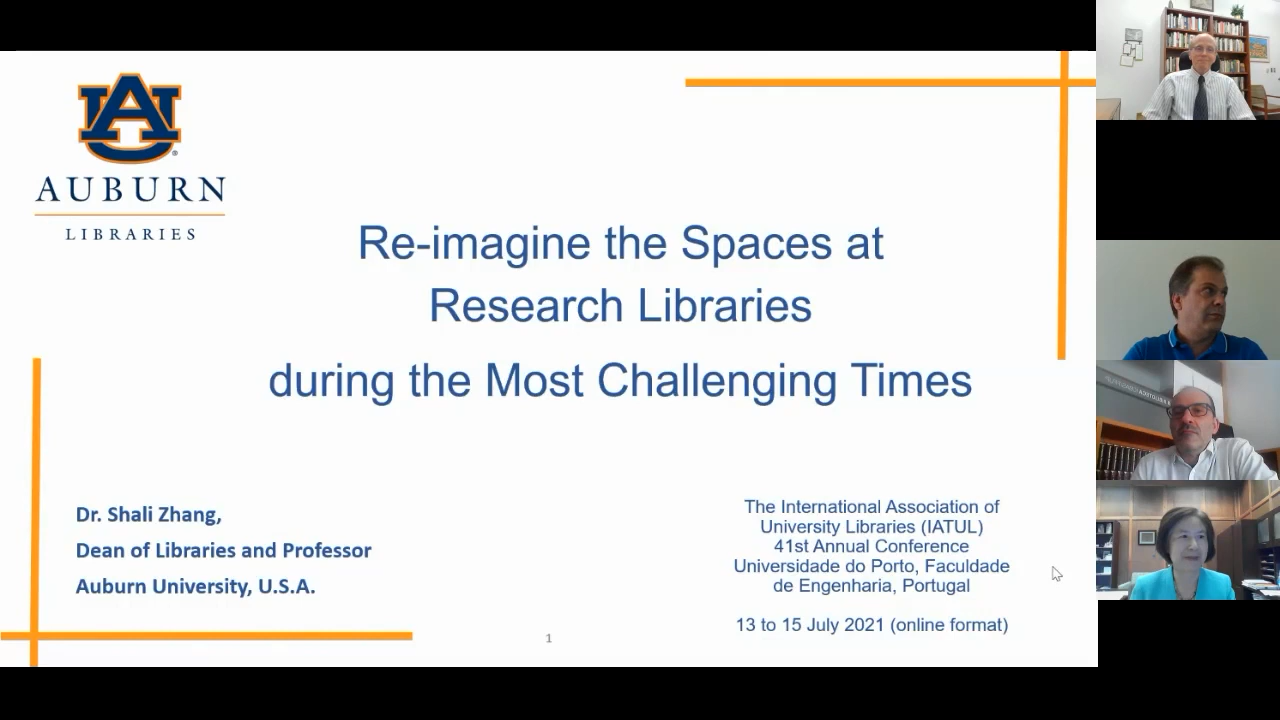 AU
AUBURN
LIBRARIES
Re-imagine the Spaces at
Research Libraries
during the Most Challenging Times
Dr. Shali Zhang,
Dean of Libraries and Professor
Auburn University, U.S.A.
The International Association of
University Libraries (IATUL)
41st Annual Conference
Universidade do Porto, Faculdade
de Engenharia, Portugal
13 to 15 July 2021 (online format)
1